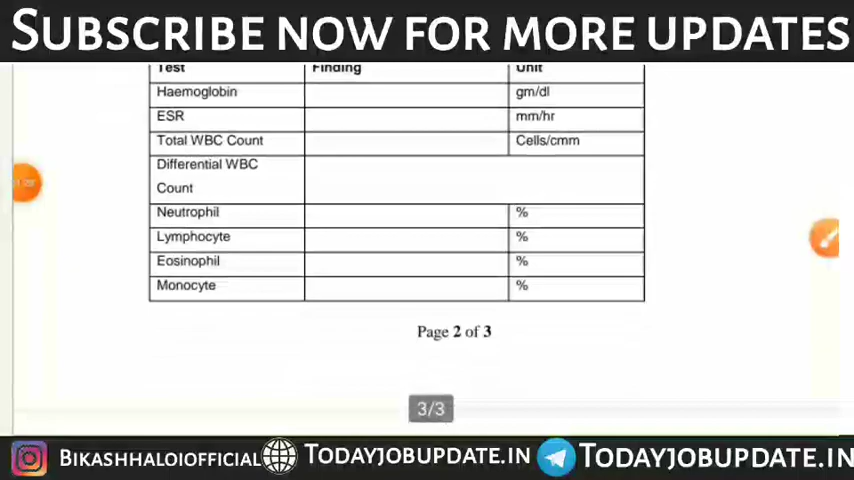 SUBSCRIBE NOW FOR MORE UPDATES
Test Finding Unit
Haemoglobin gm/dl
ESR mm/hr
Total WBC Count Cells/cmm
Differential WBC
Count
Neutrophil %
Lymphocyte %
Eosinophil %
Monocyte %
Page 2 of 3
3/3
BIKASHHALOIOFFICIAL TODAYJOBUPDATE.IN TODAYJOBUPDATE.IN